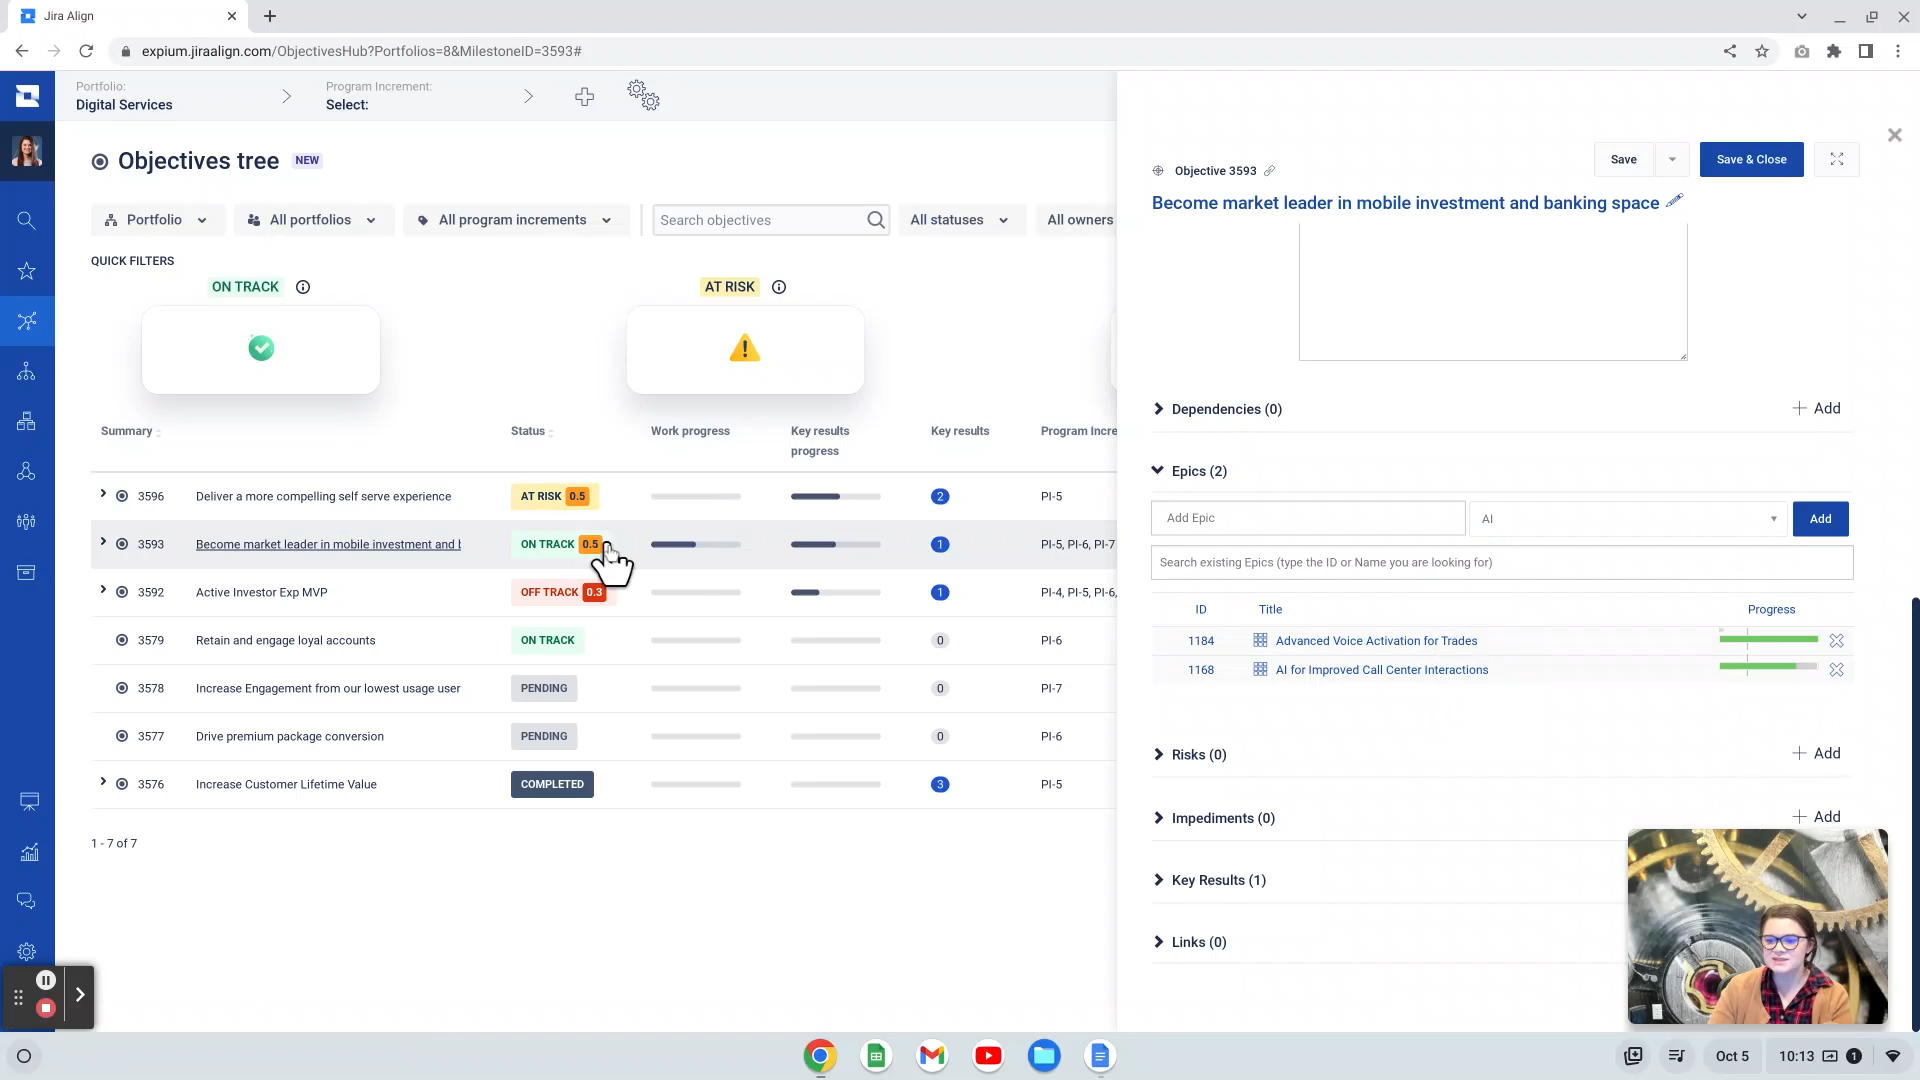 Jira Align
expium.jiraalign.com/ObjectivesHub?Portfolios=8&MilestoneID=3593#
Portfolio:
Digital Services
Program Increment:
Select:
Objectives tree NEW
Portfolio
All portfolios
All program increments
Search objectives
All statuses
All owners
QUICK FILTERS
ON TRACK
AT RISK
Summary
Status
Work progress
Key results
progress
Key results
Program Incre
3596 Deliver a more compelling self serve experience AT RISK 0.5 2 PI-5
3593 Become market leader in mobile investment and b ON TRACK 0.5 1 PI-5, PI-6, PI-7
3592 Active Investor Exp MVP OFF TRACK 0.3 1 PI-4, PI-5, PI-6,
3579 Retain and engage loyal accounts ON TRACK 0 PI-6
3578 Increase Engagement from our lowest usage user PENDING 0 PI-7
3577 Drive premium package conversion PENDING 0 PI-6
3576 Increase Customer Lifetime Value COMPLETED 3 PI-5
1 - 7 of 7
Objective 3593
Save
Save & Close
Become market leader in mobile investment and banking space
Dependencies (0)
Add
Epics (2)
Add Epic
AI
Add
Search existing Epics (type the ID or Name you are looking for)
ID Title Progress
1184 Advanced Voice Activation for Trades
1168 AI for Improved Call Center Interactions
Risks (0)
Add
Impediments (0)
Add
Key Results (1)
Links (0)
Oct 5
10:13
1